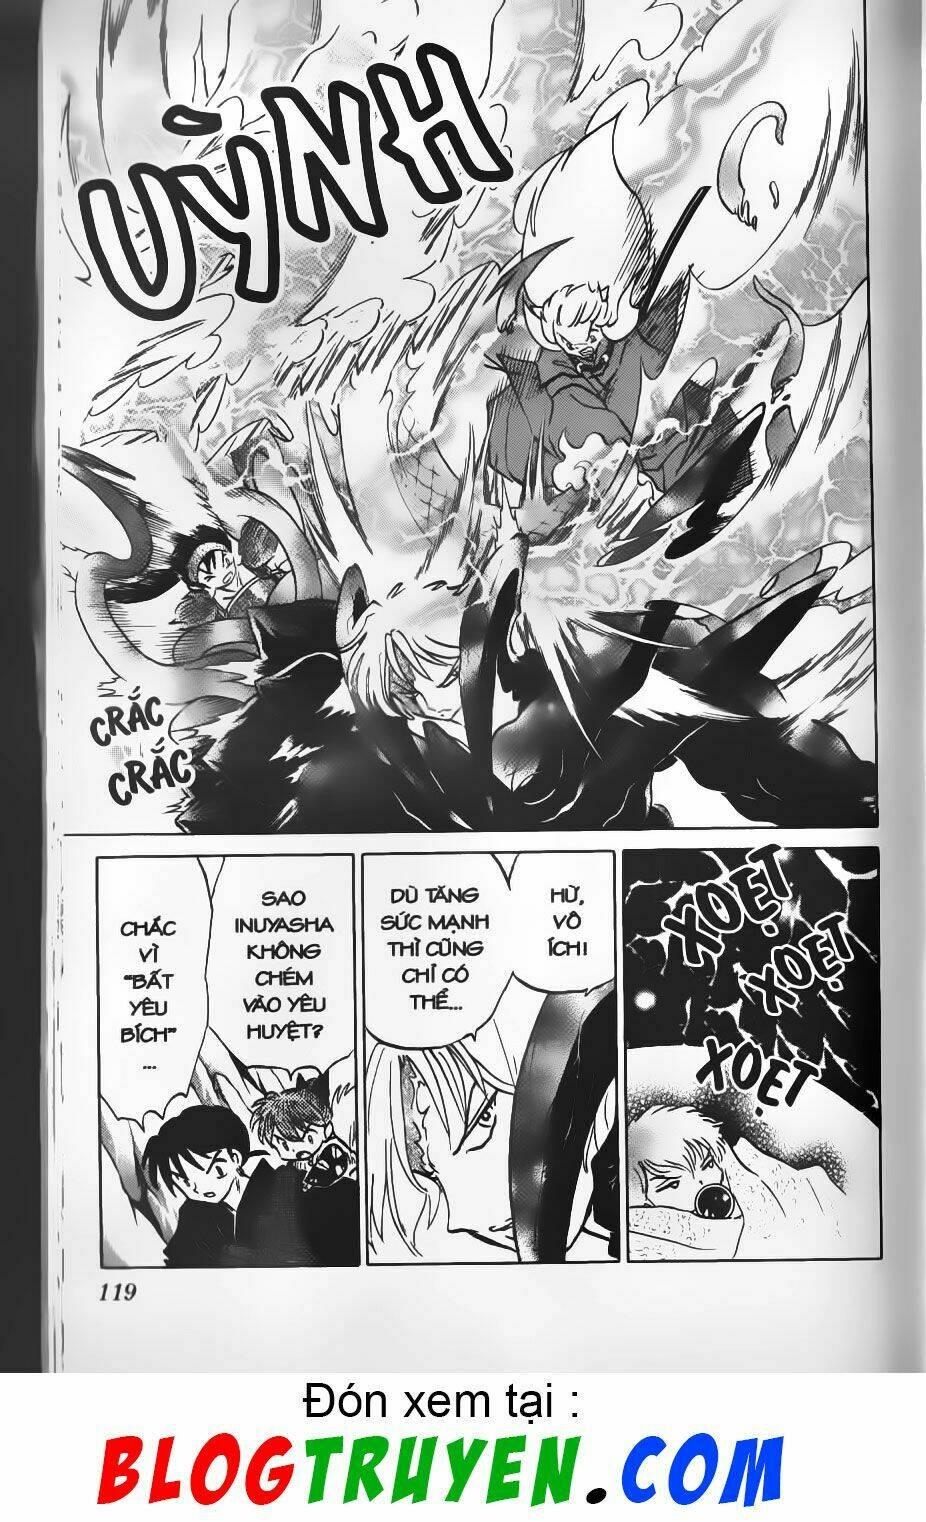 UỲNH
CRẮC
CRẮC
XOẸT
XOẸT
XOẸT
HỪ,
VÔ
ÍCH!
DÙ TĂNG
SỨC MẠNH
THÌ CŨNG
CHỈ CÓ
THỂ...
SAO
INUYASHA
KHÔNG
CHÉM
VÀO YÊU
HUYỆT?
CHẮC
VÌ
"BẤT
YÊU
BÍCH"
...
119
Đón xem tại :
BLOGTRUYEN.COM